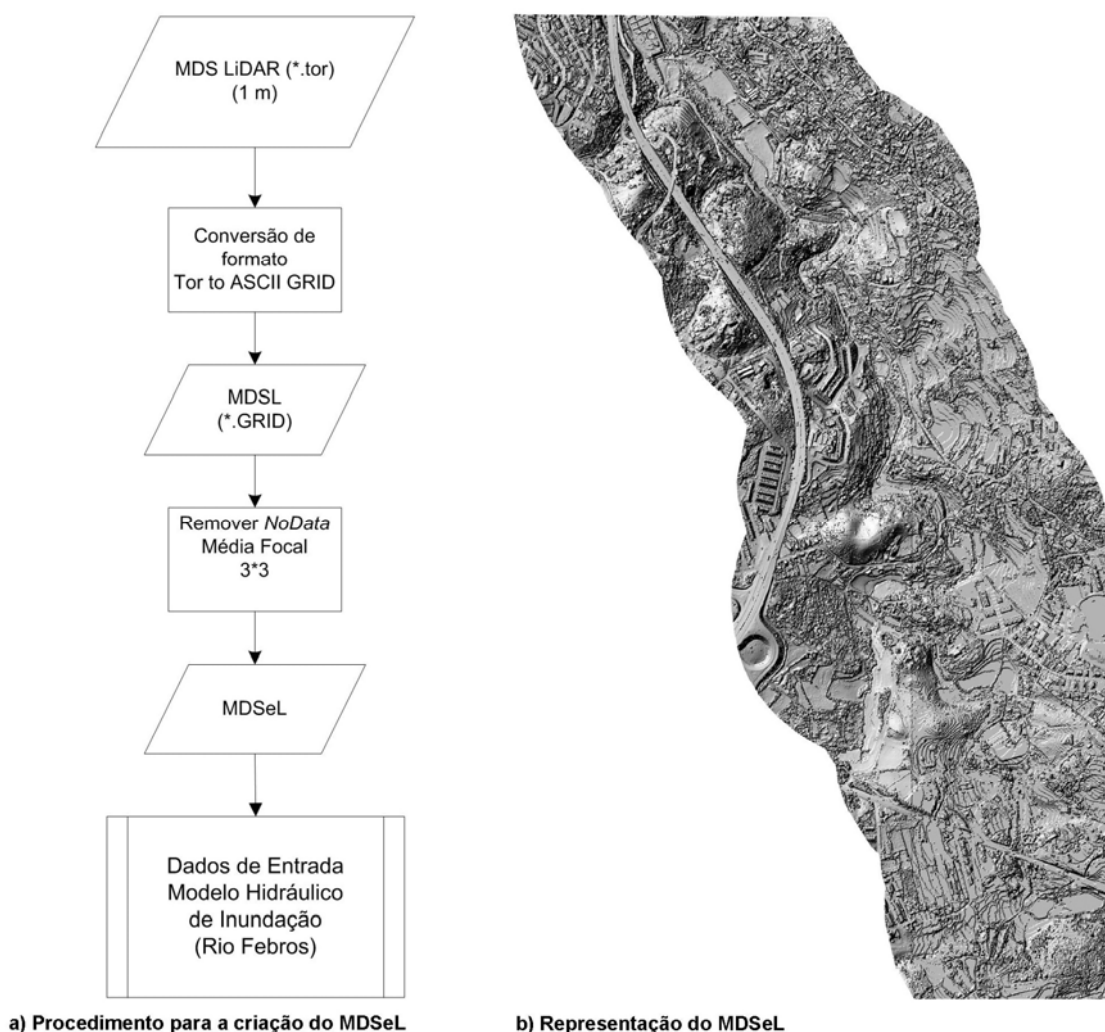 MDS LiDAR (*.tor)
(1 m)
Conversão de
formato
Tor to ASCII GRID
MDSL
(*.GRID)
Remover NoData
Média Focal
3*3
MDSeL
Dados de Entrada
Modelo Hidráulico
de Inundação
(Rio Febros)
a) Procedimento para a criação do MDSeL
b) Representação do MDSeL